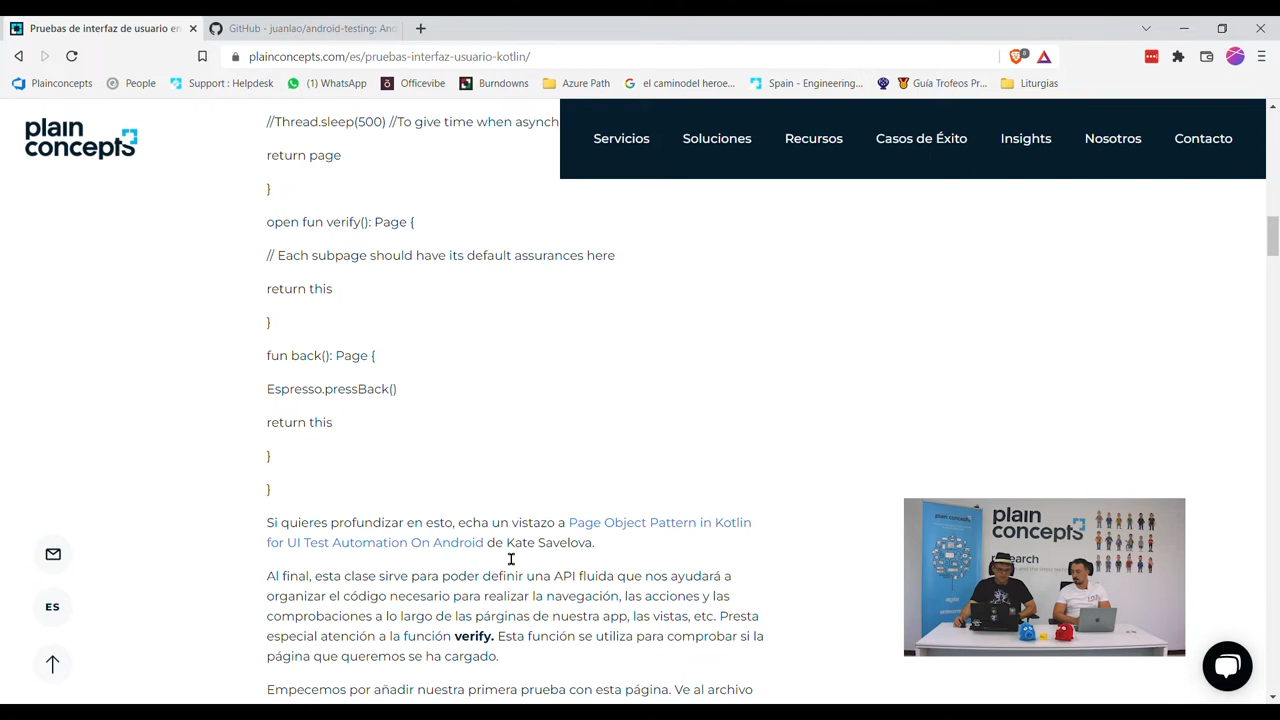 Pruebas de interfaz de usuario en
GitHub - juanlao/android-testing: And
plainconcepts.com/es/pruebas-interfaz-usuario-kotlin/
8
Plainconcepts
People
Support : Helpdesk
(1) WhatsApp
Officevibe
Burndowns
Azure Path
el caminodel heroe...
Spain - Engineering...
Guía Trofeos Pr...
Liturgias
plain
concepts
Servicios
Soluciones
Recursos
Casos de Éxito
Insights
Nosotros
Contacto
//Thread.sleep(500) //To give time when asynch
return page
}
open fun verify(): Page {
// Each subpage should have its default assurances here
return this
}
fun back(): Page {
Espresso.pressBack()
return this
}
}
Si quieres profundizar en esto, echa un vistazo a Page Object Pattern in Kotlin
for UI Test Automation On Android de Kate Savelova.
Al final, esta clase sirve para poder definir una API fluida que nos ayudará a
organizar el código necesario para realizar la navegación, las acciones y las
comprobaciones a lo largo de las párginas de nuestra app, las vistas, etc. Presta
especial atención a la función verify. Esta función se utiliza para comprobar si la
página que queremos se ha cargado.
Empecemos por añadir nuestra primera prueba con esta página. Ve al archivo
ES
plain
concepts
research